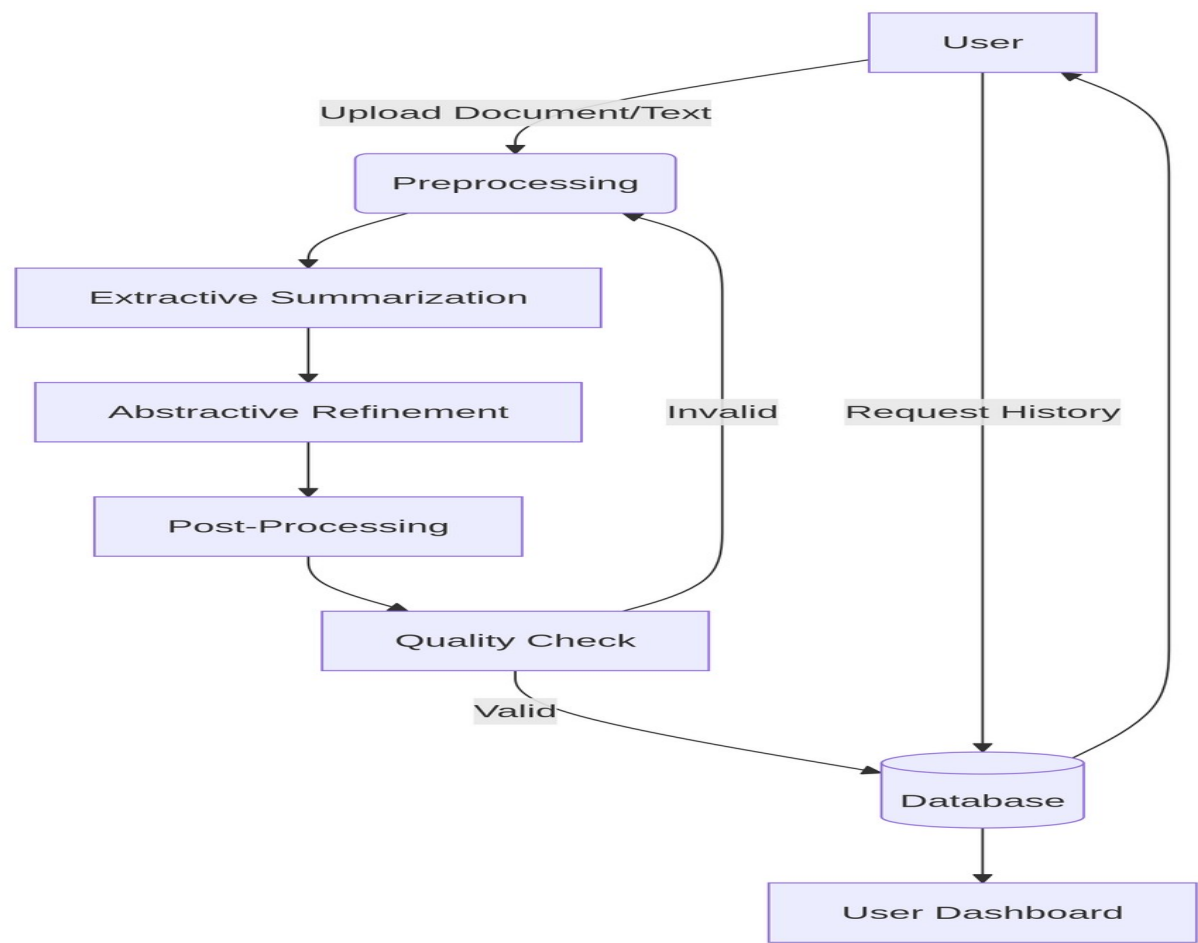 User
Upload Document/Text
Preprocessing
Extractive Summarization
Abstractive Refinement
Invalid
Request History
Post-Processing
Quality Check
Valid
Database
User Dashboard